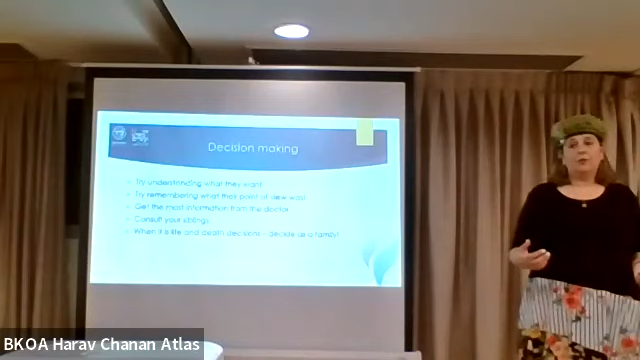 Decision making
Try understanding what they want
Try remembering what their point of view was
Get the most information from the doctor
Consult your siblings
When it is life and death decisions - decide as a family!
BKOA Harav Chanan Atlas